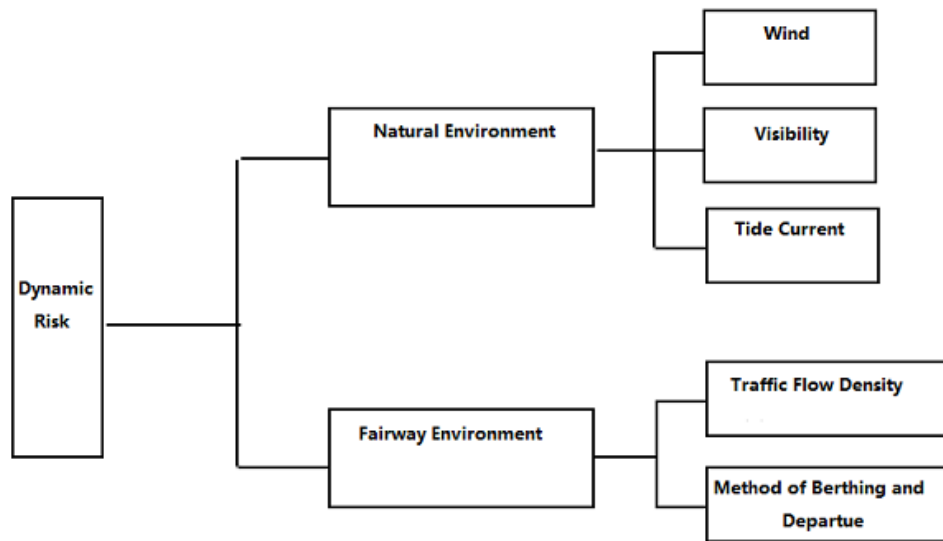 Wind
Natural Environment
Visibility
Tide Current
Dynamic
Risk
Traffic Flow Density
Fairway Environment
Method of Berthing and
Departue